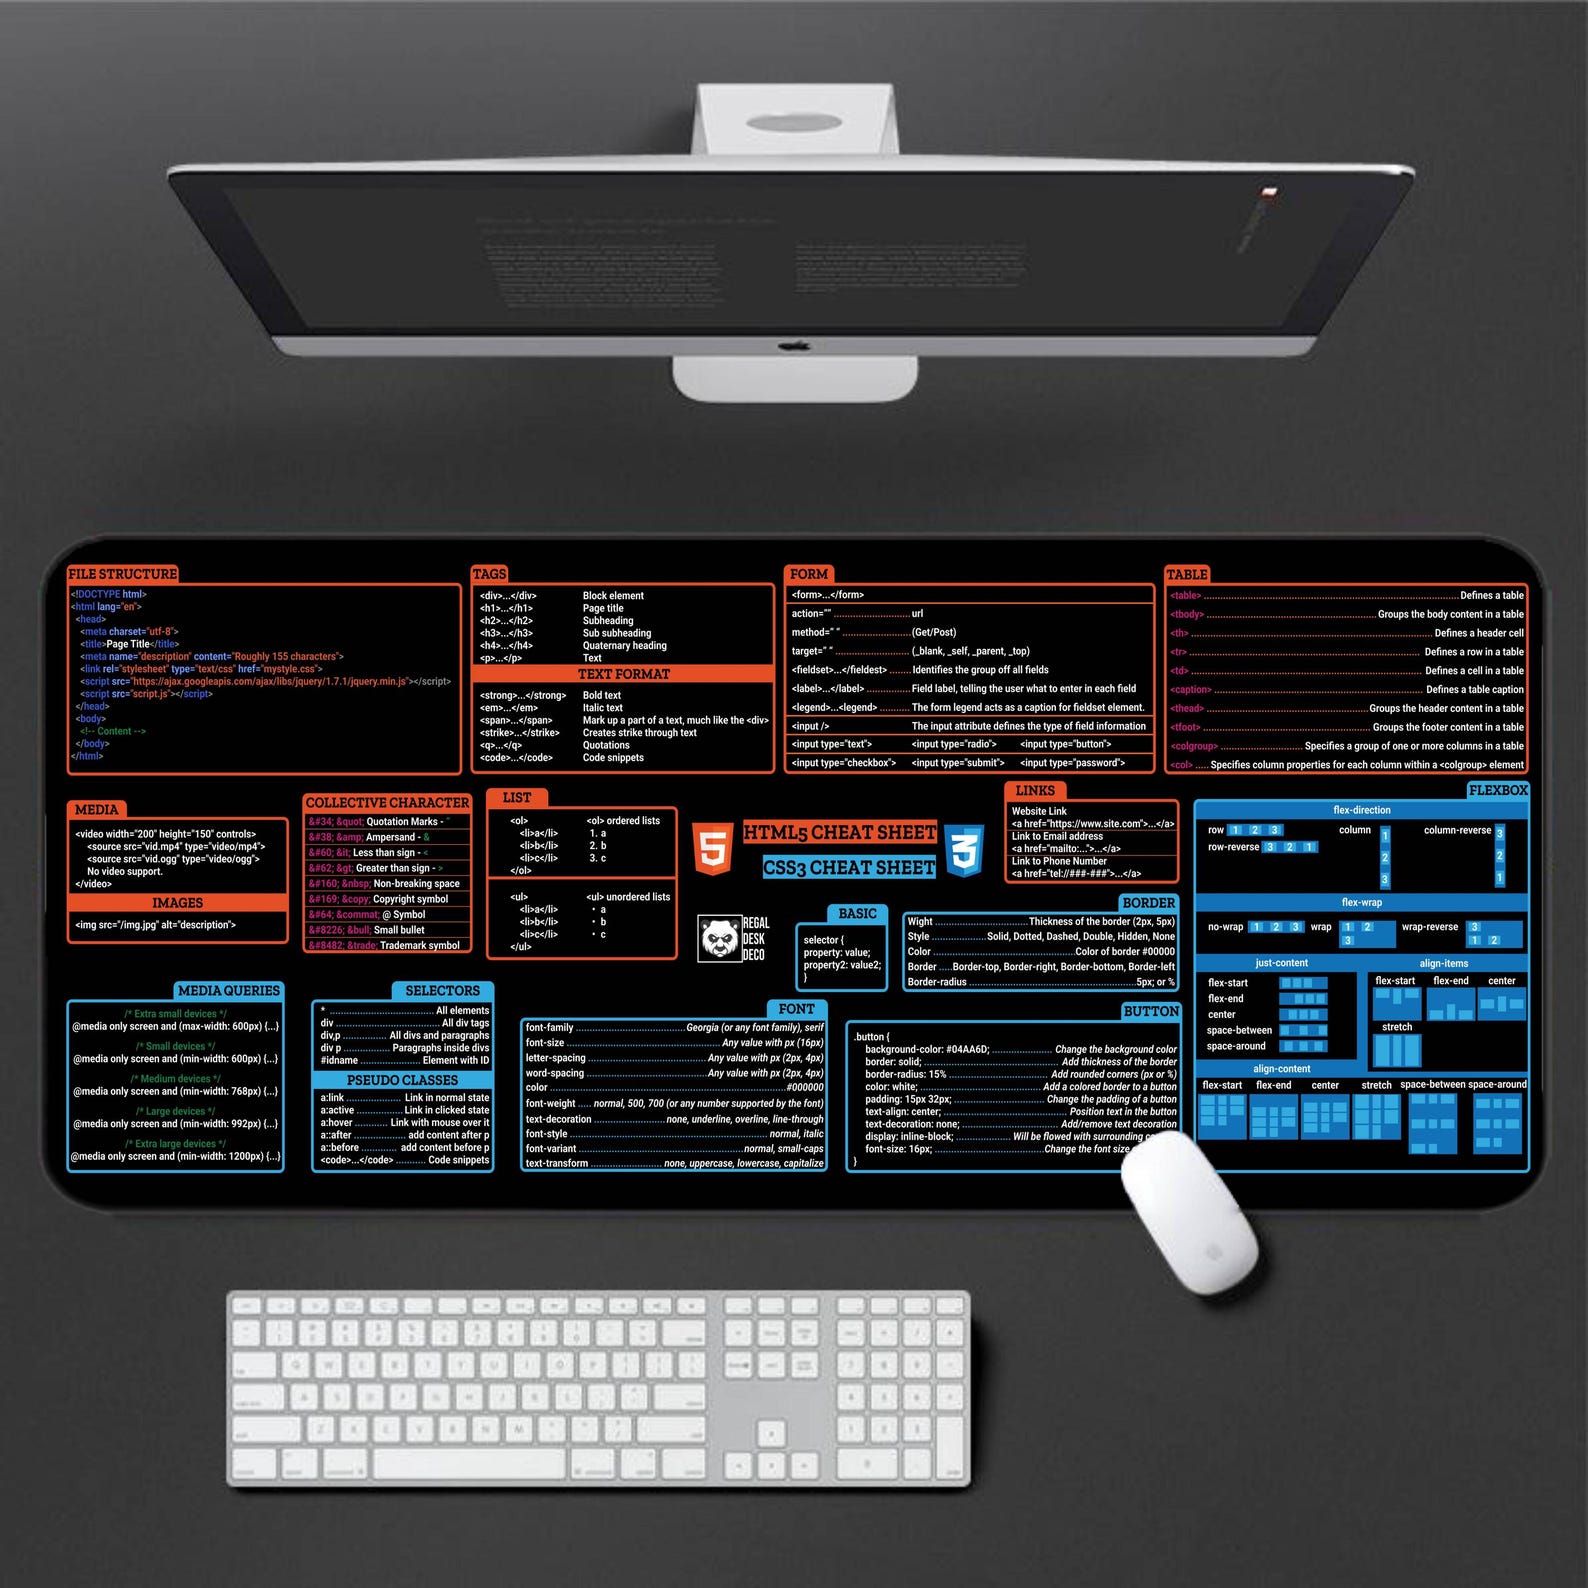 FILE STRUCTURE
<!DOCTYPE html>
<html lang="en">
<head>
<meta charset="utf-8">
<title>Page Title</title>
<meta name="description" content="Roughly 155 characters">
<link rel="stylesheet" type="text/css" href="mystyle.css">
<script src="https://ajax.googleapis.com/ajax/libs/jquery/1.7.1/jquery.min.js"></script>
<script src="script.js"></script>
</head>
<body>
<!-- Content -->
</body>
</html>
TAGS
<div>...</div> Block element
<h1>...</h1> Page title
<h2>...</h2> Subheading
<h3>...</h3> Sub subheading
<h4>...</h4> Quaternary heading
<p>...</p> Text
TEXT FORMAT
<strong>...</strong> Bold text
<em>...</em> Italic text
<span>...</span> Mark up a part of a text, much like the <div>
<strike>...</strike> Creates strike through text
<q>...</q> Quotations
<code>...</code> Code snippets
FORM
<form>...</form>
action="" ........ url
method=" " ........ (Get/Post)
target=" " ........ (_blank, _self, _parent, _top)
<fieldset>...</fieldest> ........ Identifies the group off all fields
<label>...</label> ........ Field label, telling the user what to enter in each field
<legend>...<legend> ........ The form legend acts as a caption for fieldset element.
<input /> The input attribute defines the type of field information
<input type="text"> <input type="radio"> <input type="button">
<input type="checkbox"> <input type="submit"> <input type="password">
TABLE
<table> ........ Defines a table
<tbody> ........ Groups the body content in a table
<th> ........ Defines a header cell
<tr> ........ Defines a row in a table
<td> ........ Defines a cell in a table
<caption> ........ Defines a table caption
<thead> ........ Groups the header content in a table
<tfoot> ........ Groups the footer content in a table
<colgroup> ........ Specifies a group of one or more columns in a table
<col> ..... Specifies column properties for each column within a <colgroup> element
MEDIA
<video width="200" height="150" controls>
<source src="vid.mp4" type="video/mp4">
<source src="vid.ogg" type="video/ogg">
No video support.
</video>
IMAGES
<img src="/img.jpg" alt="description">
COLLECTIVE CHARACTER
&#34; &quot; Quotation Marks - "
&#38; &amp; Ampersand - &
&#60; &it; Less than sign - <
&#62; &gt; Greater than sign - >
&#160; &nbsp; Non-breaking space
&#169; &copy; Copyright symbol
&#64; &commat; @ Symbol
&#8226; &bull; Small bullet
&#8482; &trade; Trademark symbol
LIST
<ol> <ol> ordered lists
<li>a</li> 1. a
<li>b</li> 2. b
<li>c</li> 3. c
</ol>
<ul> <ul> unordered lists
<li>a</li> • a
<li>b</li> • b
<li>c</li> • c
</ul>
5 HTML5 CHEAT SHEET
CSS3 CHEAT SHEET 3
REGAL
DESK
DECO
LINKS
Website Link
<a href="https://www.site.com">...</a>
Link to Email address
<a href="mailto:...">...</a>
Link to Phone Number
<a href="tel://###-###">...</a>
BASIC
selector {
property: value;
property2: value2;
}
BORDER
Wight ........ Thickness of the border (2px, 5px)
Style ........ Solid, Dotted, Dashed, Double, Hidden, None
Color ........ Color of border #00000
Border ..... Border-top, Border-right, Border-bottom, Border-left
Border-radius ........ 5px; or %
FLEXBOX
flex-direction
row 1 2 3
row-reverse 3 2 1
column 1 2 3
column-reverse 3 2 1
flex-wrap
no-wrap 1 2 3 wrap 1 2 3 wrap-reverse 3 1 2
just-content
flex-start
flex-end
center
space-between
space-around
align-items
flex-start flex-end center
stretch
align-content
flex-start flex-end center stretch space-between space-around
MEDIA QUERIES
/* Extra small devices */
@media only screen and (max-width: 600px) {...}
/* Small devices */
@media only screen and (min-width: 600px) {...}
/* Medium devices */
@media only screen and (min-width: 768px) {...}
/* Large devices */
@media only screen and (min-width: 992px) {...}
/* Extra large devices */
@media only screen and (min-width: 1200px) {...}
SELECTORS
* ........ All elements
div ........ All div tags
div,p ........ All divs and paragraphs
div p ........ Paragraphs inside divs
#idname ........ Element with ID
PSEUDO CLASSES
a:link ........ Link in normal state
a:active ........ Link in clicked state
a:hover ........ Link with mouse over it
a::after ........ add content after p
a::before ........ add content before p
<code>...</code> ........ Code snippets
FONT
font-family ........ Georgia (or any font family), serif
font-size ........ Any value with px (16px)
letter-spacing ........ Any value with px (2px, 4px)
word-spacing ........ Any value with px (2px, 4px)
color ........ #000000
font-weight ..... normal, 500, 700 (or any number supported by the font)
text-decoration ........ none, underline, overline, line-through
font-style ........ normal, italic
font-variant ........ normal, small-caps
text-transform ........ none, uppercase, lowercase, capitalize
BUTTON
.button {
background-color: #04AA6D; ........ Change the background color
border: solid; ........ Add thickness of the border
border-radius: 15% ........ Add rounded corners (px or %)
color: white; ........ Add a colored border to a button
padding: 15px 32px; ........ Change the padding of a button
text-align: center; ........ Position text in the button
text-decoration: none; ........ Add/remove text decoration
display: inline-block; ........ Will be flowed with surrounding
font-size: 16px; ........ Change the font size
}